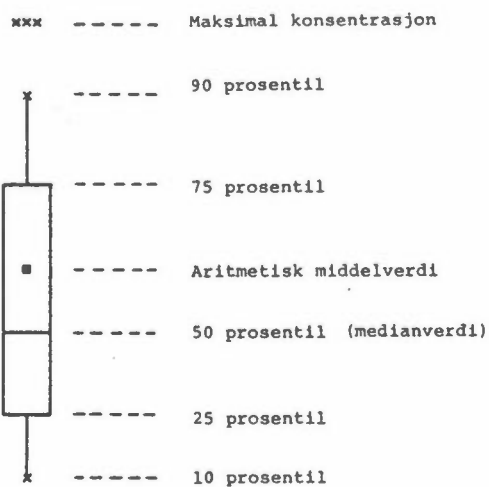 xxx ----- Maksimal konsentrasjon
x ----- 90 prosentil
----- 75 prosentil
----- Aritmetisk middelverdi
----- 50 prosentil (medianverdi)
----- 25 prosentil
x ----- 10 prosentil